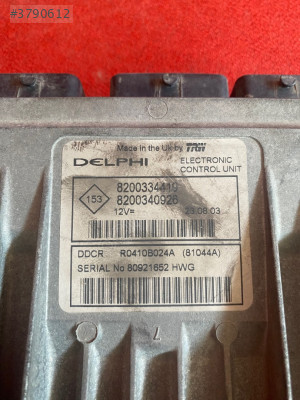 #3790612
Made in the UK by TRW
DELPHI
ELECTRONIC
CONTROL UNIT
153
8200334419
8200340926
12V= 23 06 03
DDCR R0410B024A (81044A)
SERIAL No 80921652 HWG
7